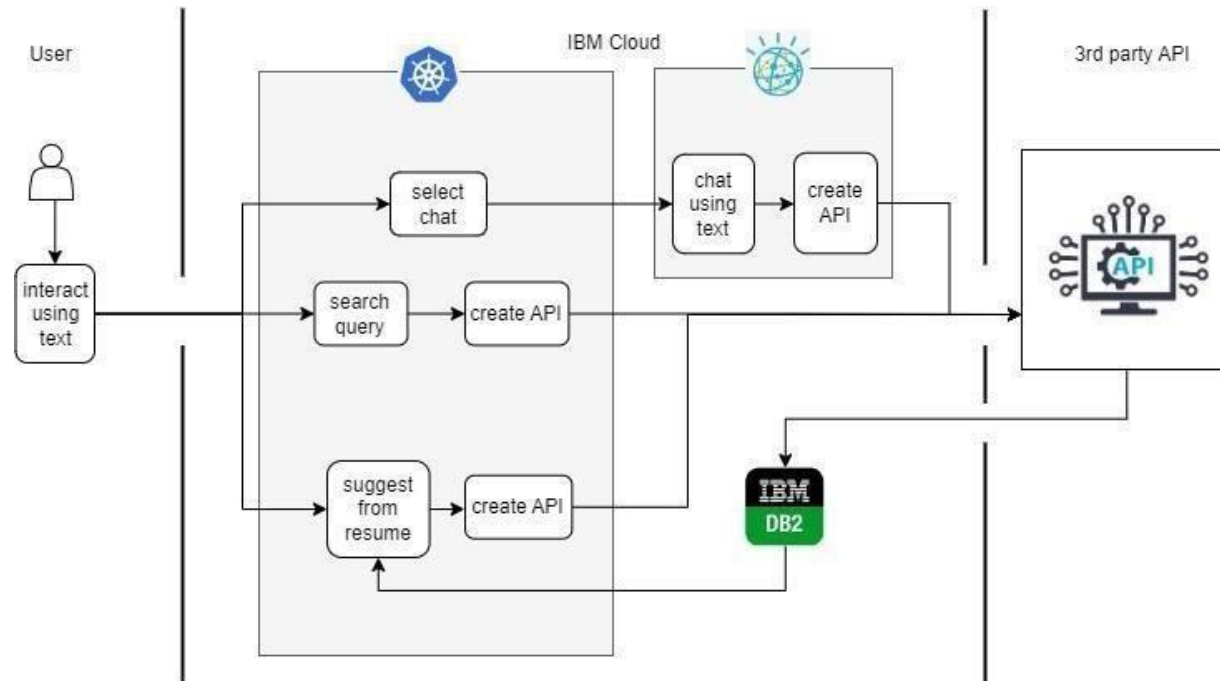 User
IBM Cloud
3rd party API
select
chat
chat
using
text
create
API
API
interact
using
text
search
query
create API
suggest
from
resume
create API
IBM
DB2